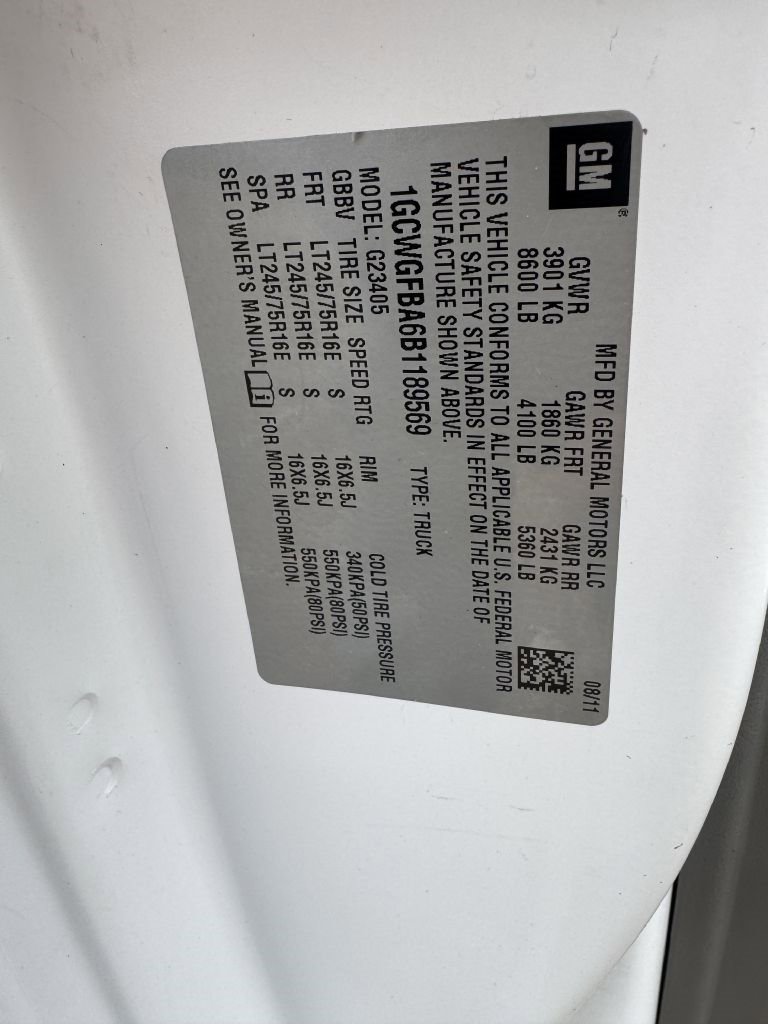 GM®
MFD BY GENERAL MOTORS LLC 08/11
GVWR GAWR FRT GAWR RR
3901 KG 1860 KG 2431 KG
8600 LB 4100 LB 5360 LB
THIS VEHICLE CONFORMS TO ALL APPLICABLE U.S. FEDERAL MOTOR
VEHICLE SAFETY STANDARDS IN EFFECT ON THE DATE OF
MANUFACTURE SHOWN ABOVE.
1GCWGFBA6B1189569 TYPE: TRUCK
MODEL: G23405
GBBV TIRE SIZE SPEED RTG RIM COLD TIRE PRESSURE
FRT LT245/75R16E S 16X6.5J 340KPA(50PSI)
RR LT245/75R16E S 16X6.5J 550KPA(80PSI)
SPA LT245/75R16E S 16X6.5J 550KPA(80PSI)
SEE OWNER'S MANUAL FOR MORE INFORMATION.